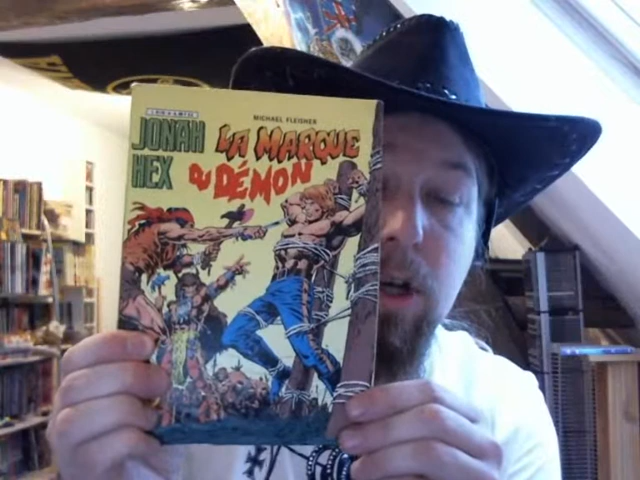 MICHAEL FLEISHER
JONAH
HEX
LA MARQUE
DU DÉMON